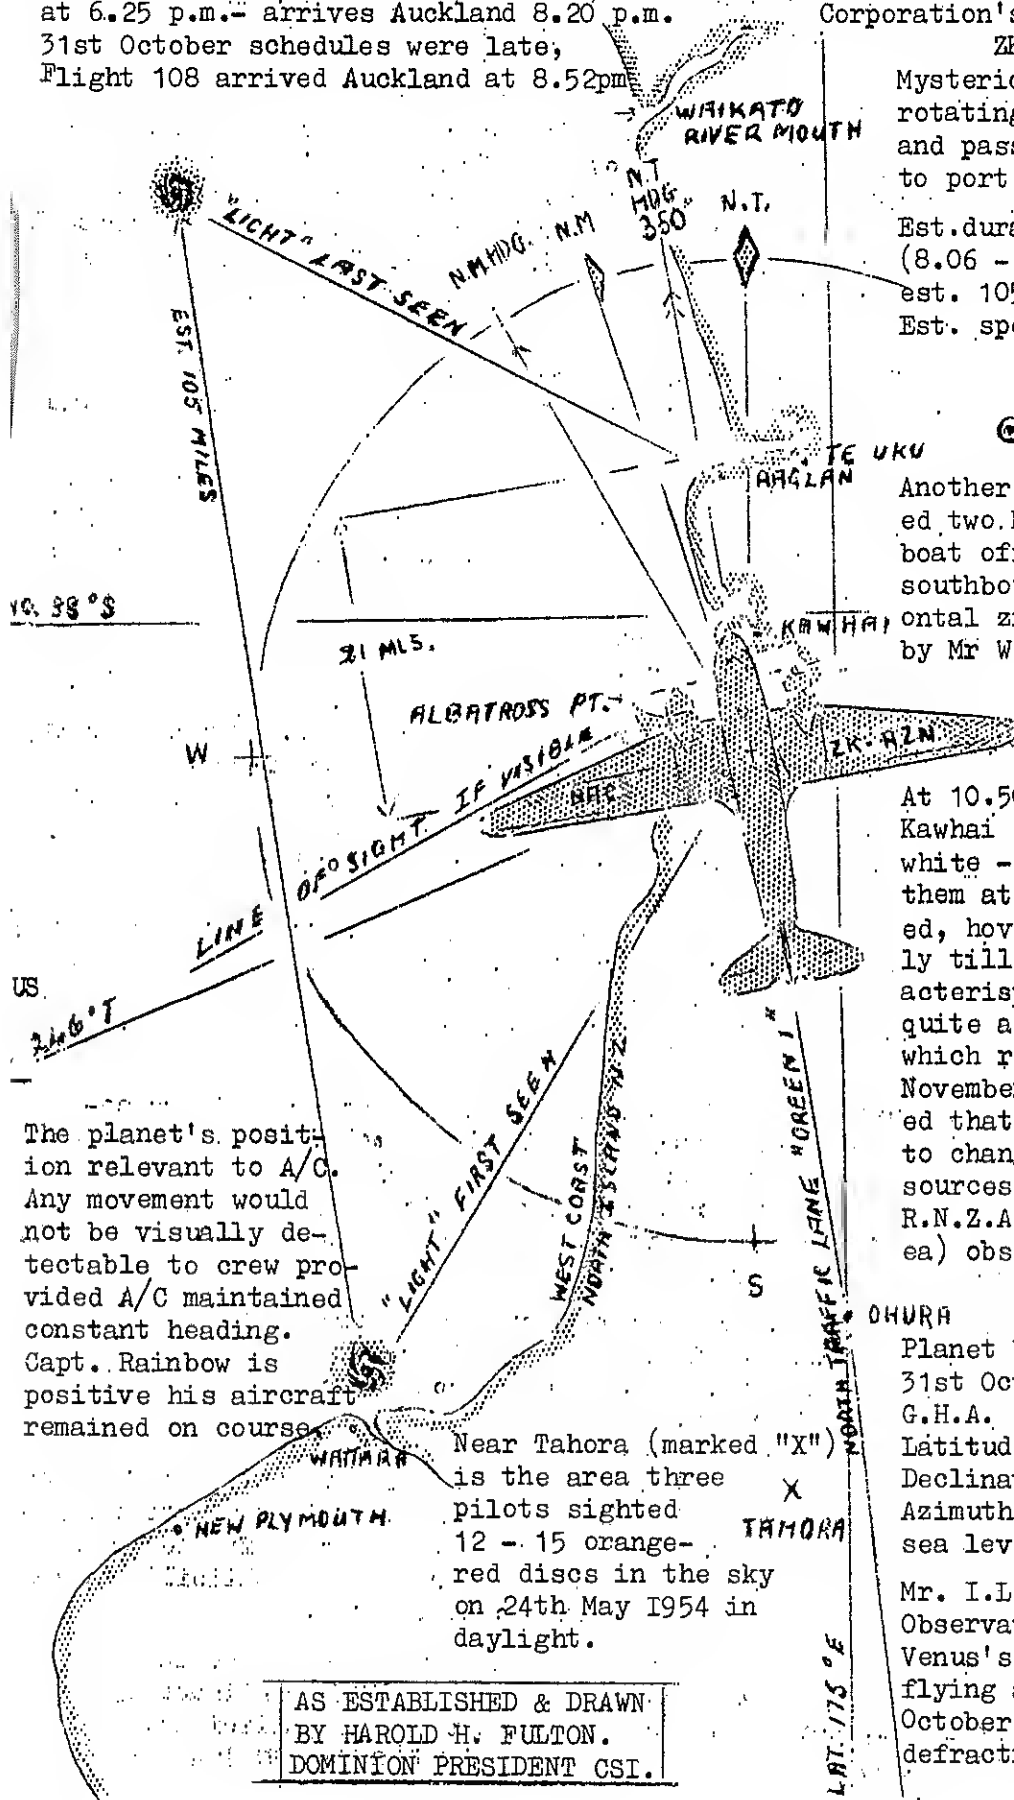 at 6.25 p.m.- arrives Auckland 8.20 p.m.
31st October schedules were late;
Flight 108 arrived Auckland at 8.52pm
Corporation's
Mysterio
rotating
and pass
to port
Est.dura
(8.06 -
est. 105
Est. spe
WAIKATO
RIVER MOUTH
N.T
HDG
350°
N.T.
N.M
N.M.HDG.
"LIGHT" LAST SEEN
EST. 105 MILES
TE UKU
RAGLAN
Another
ed two.
boat of
southbo
ontal z
by Mr W
38°S
21 MLS.
KAWHAI
ALBATROSS PT.
W
ZK-AZN
NAC
LINE OF SIGHT IF VISIBLE
At 10.50
Kawhai
white -
them at
ed, hov
ly till
acteris
quite a
which r
Novembe
ed that
to chan
sources
R.N.Z.A
ea) obs
US
246°T
The planet's posit-
ion relevant to A/C.
Any movement would
not be visually de-
tectable to crew pro-
vided A/C maintained
constant heading.
Capt. Rainbow is
positive his aircraft
remained on course.
"LIGHT" FIRST SEEN
WEST COAST
NORTH ISLAND N.Z
NORTH TRAFFIC LANE "GREEN 1"
S
OHURA
Planet
31st Oc
G.H.A.
Latitud
Declina
Azimuth
sea lev
WAITARA
NEW PLYMOUTH.
Near Tahora (marked "X")
is the area three
pilots sighted
12 - 15 orange-
red discs in the sky
on 24th May 1954 in
daylight.
X
TAHORA
Mr. I.L
Observa
Venus's
flying
October
defract
LAT. 175°E
AS ESTABLISHED & DRAWN
BY HAROLD H. FULTON.
DOMINION PRESIDENT CSI.